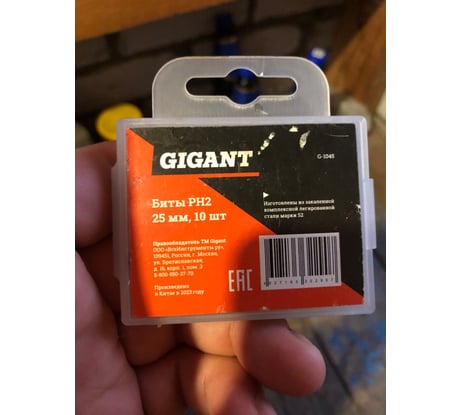 GIGANT
G-1045
Биты PH2
25 мм, 10 шт
Изготовлены из закаленной
комплексной легированной
стали марки S2
Правообладатель ТМ Gigant
ООО «ВсеИнструменты.ру»,
109451, Россия, г. Москва,
ул. Братиславская,
д. 16, корп. 1, пом. 3
8-800-550-37-70
Произведено
в Китае в 2023 году
EAC